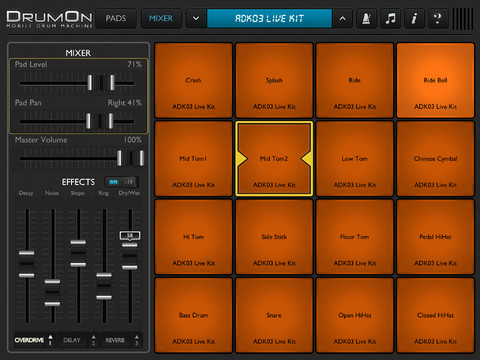 DRUMON
MOBILE DRUM MACHINE
PADS
MIXER
ADK03 LIVE KIT
i
?
MIXER
Pad Level 71%
Pad Pan Right 41%
Master Volume 100%
EFFECTS
ON
Decay Noise Shape Ring Dry/Wet
58
OVERDRIVE 1 DELAY 2 REVERB 3
Crash
ADK03 Live Kit
Splash
ADK03 Live Kit
Ride
ADK03 Live Kit
Ride Bell
ADK03 Live Kit
Mid Tom1
ADK03 Live Kit
Mid Tom2
ADK03 Live Kit
Low Tom
ADK03 Live Kit
Chinese Cymbal
ADK03 Live Kit
Hi Tom
ADK03 Live Kit
Side Stick
ADK03 Live Kit
Floor Tom
ADK03 Live Kit
Pedal HiHat
ADK03 Live Kit
Bass Drum
ADK03 Live Kit
Snare
ADK03 Live Kit
Open HiHat
ADK03 Live Kit
Closed HiHat
ADK03 Live Kit